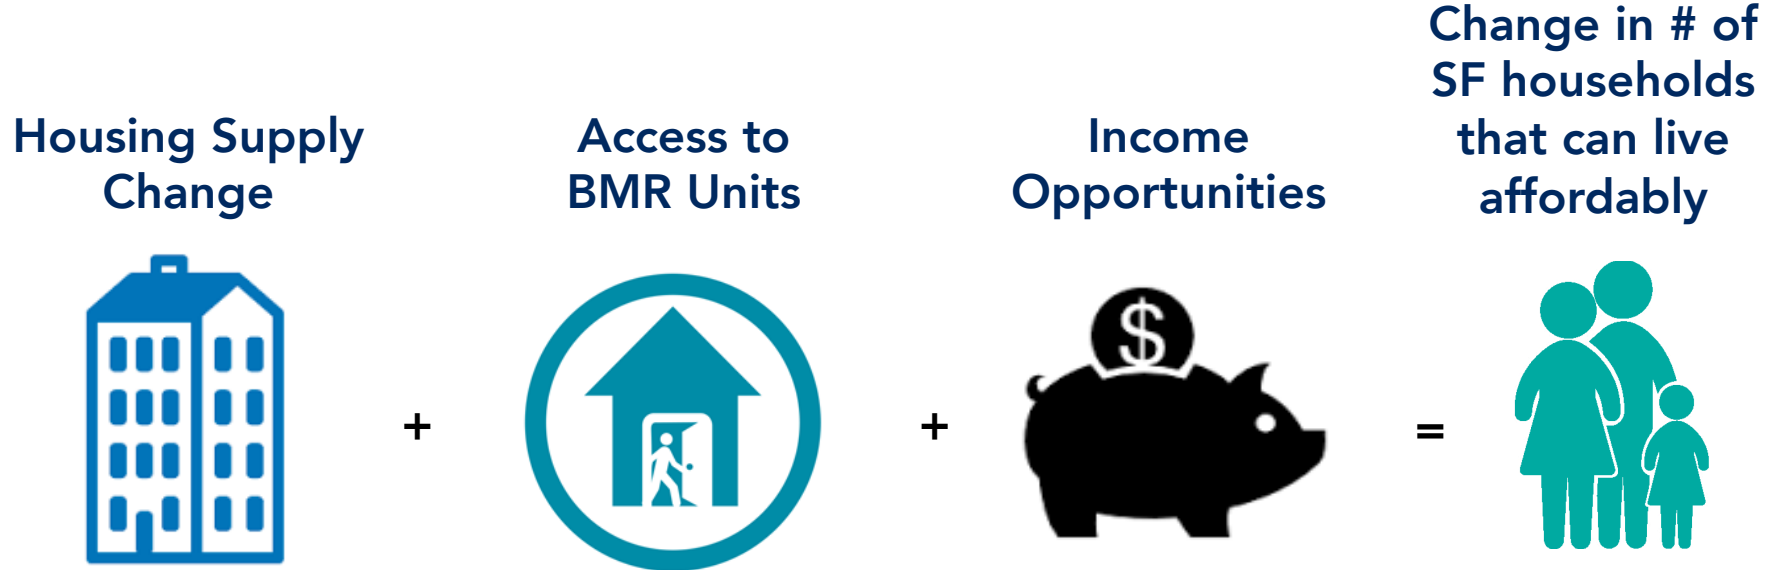 Housing Supply
Change
Access to
BMR Units
Income
Opportunities
Change in # of
SF households
that can live
affordably
+
+
$
=